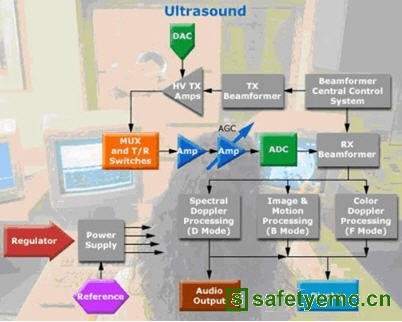 Ultrasound
DAC
HV TX
Amps
TX
Beamformer
Beamformer
Central Control
System
MUX
and T/R
Switches
Amp
AGC
Amp
ADC
RX
Beamformer
Spectral
Doppler
Processing
(D Mode)
Image &
Motion
Processing
(B Mode)
Color
Doppler
Processing
(F Mode)
Regulator
Power
Supply
Reference
Audio
Output
safetyemc.cn